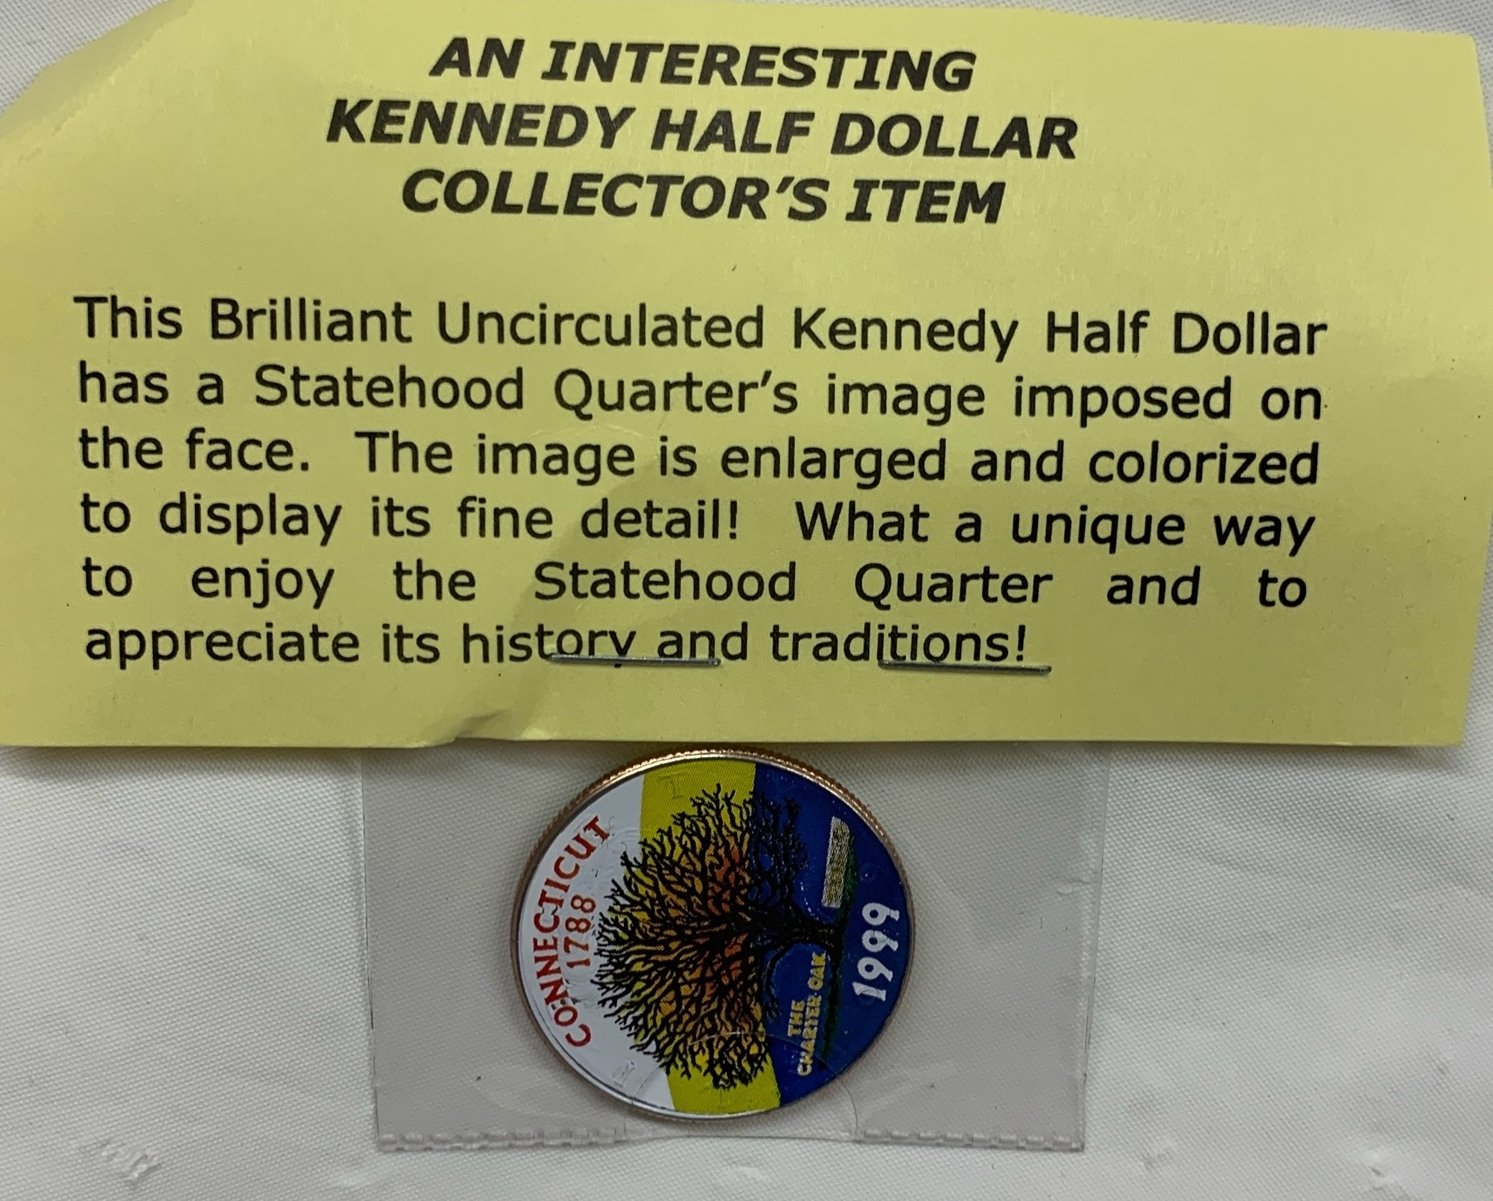 AN INTERESTING
KENNEDY HALF DOLLAR
COLLECTOR'S ITEM
This Brilliant Uncirculated Kennedy Half Dollar
has a Statehood Quarter's image imposed on
the face. The image is enlarged and colorized
to display its fine detail! What a unique way
to enjoy the Statehood Quarter and to
appreciate its history and traditions!
CONNECTICUT
1788
THE
CHARTER OAK
1999